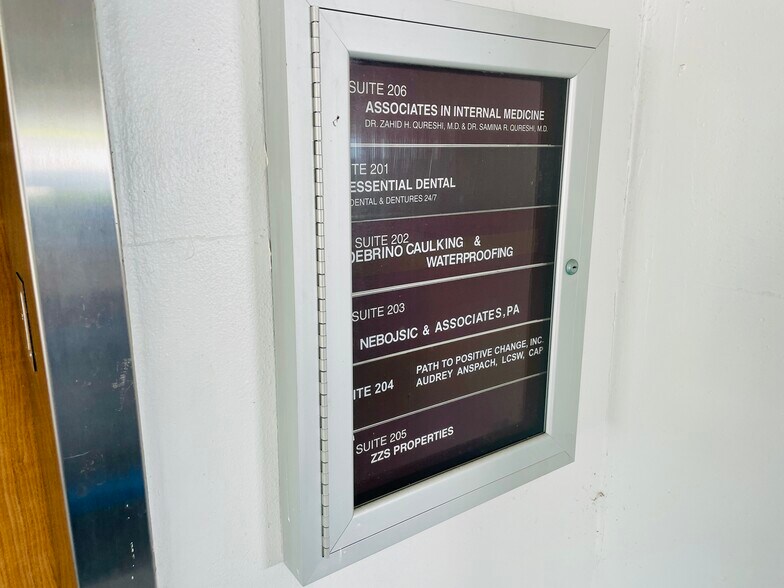 SUITE 206
ASSOCIATES IN INTERNAL MEDICINE
DR. ZAHID H. QURESHI, M.D. & DR. SAMINA R. QURESHI, M.D.
ITE 201
ESSENTIAL DENTAL
DENTAL & DENTURES 24/7
SUITE 202
DEBRINO CAULKING &
WATERPROOFING
SUITE 203
NEBOJSIC & ASSOCIATES, PA
ITE 204
PATH TO POSITIVE CHANGE, INC.
AUDREY ANSPACH, LCSW, CAP
SUITE 205
ZZS PROPERTIES